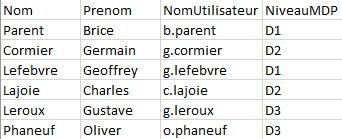 Nom Prenom NomUtilisateur NiveauMDP
Parent Brice b.parent D1
Cormier Germain g.cormier D2
Lefebvre Geoffrey g.lefebvre D1
Lajoie Charles c.lajoie D2
Leroux Gustave g.leroux D3
Phaneuf Oliver o.phaneuf D3